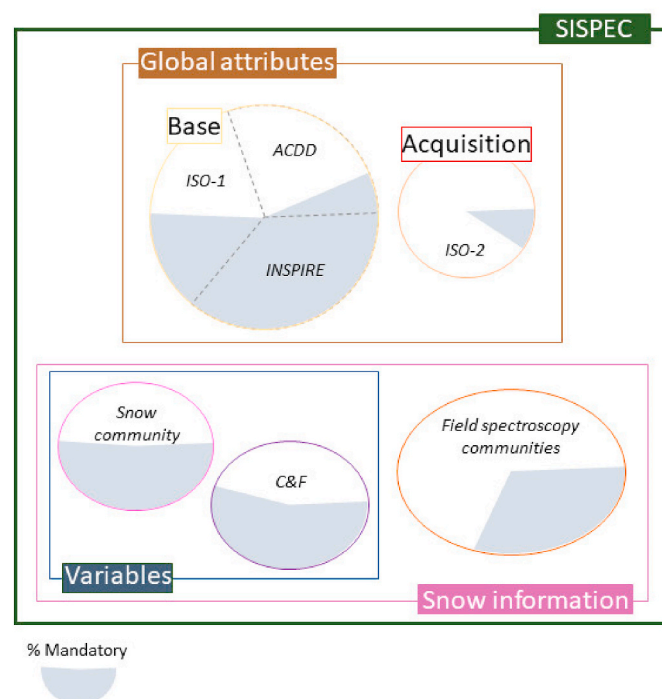 SISPEC
Global attributes
Base
ACDD
Acquisition
ISO-1
INSPIRE
ISO-2
Snow
community
Field spectroscopy
communities
C&F
Variables
Snow information
% Mandatory